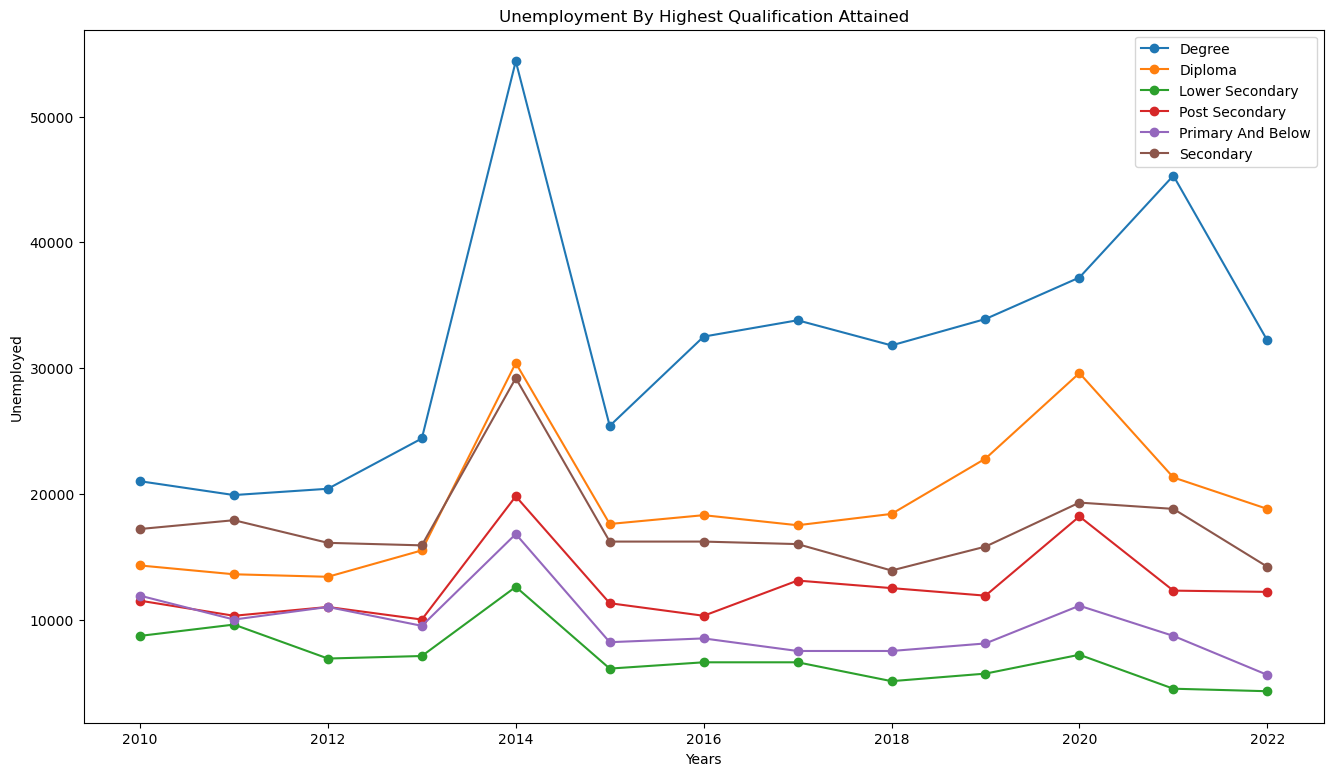 Unemployment By Highest Qualification Attained
Degree
Diploma
Lower Secondary
Post Secondary
Primary And Below
Secondary
50000
40000
30000
20000
10000
Unemployed
2010 2012 2014 2016 2018 2020 2022
Years